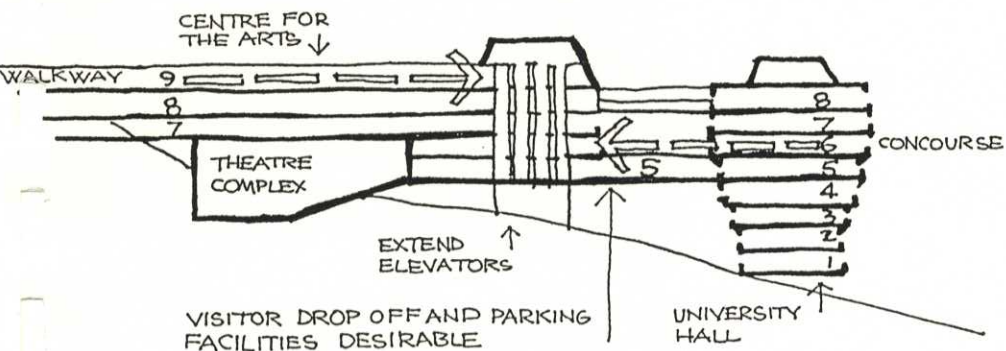 CENTRE FOR
THE ARTS
WALKWAY 9
8
7
THEATRE
COMPLEX
5
8
7
6
5
4
3
2
1
CONCOURSE
EXTEND
ELEVATORS
VISITOR DROP OFF AND PARKING
FACILITIES DESIRABLE
UNIVERSITY
HALL